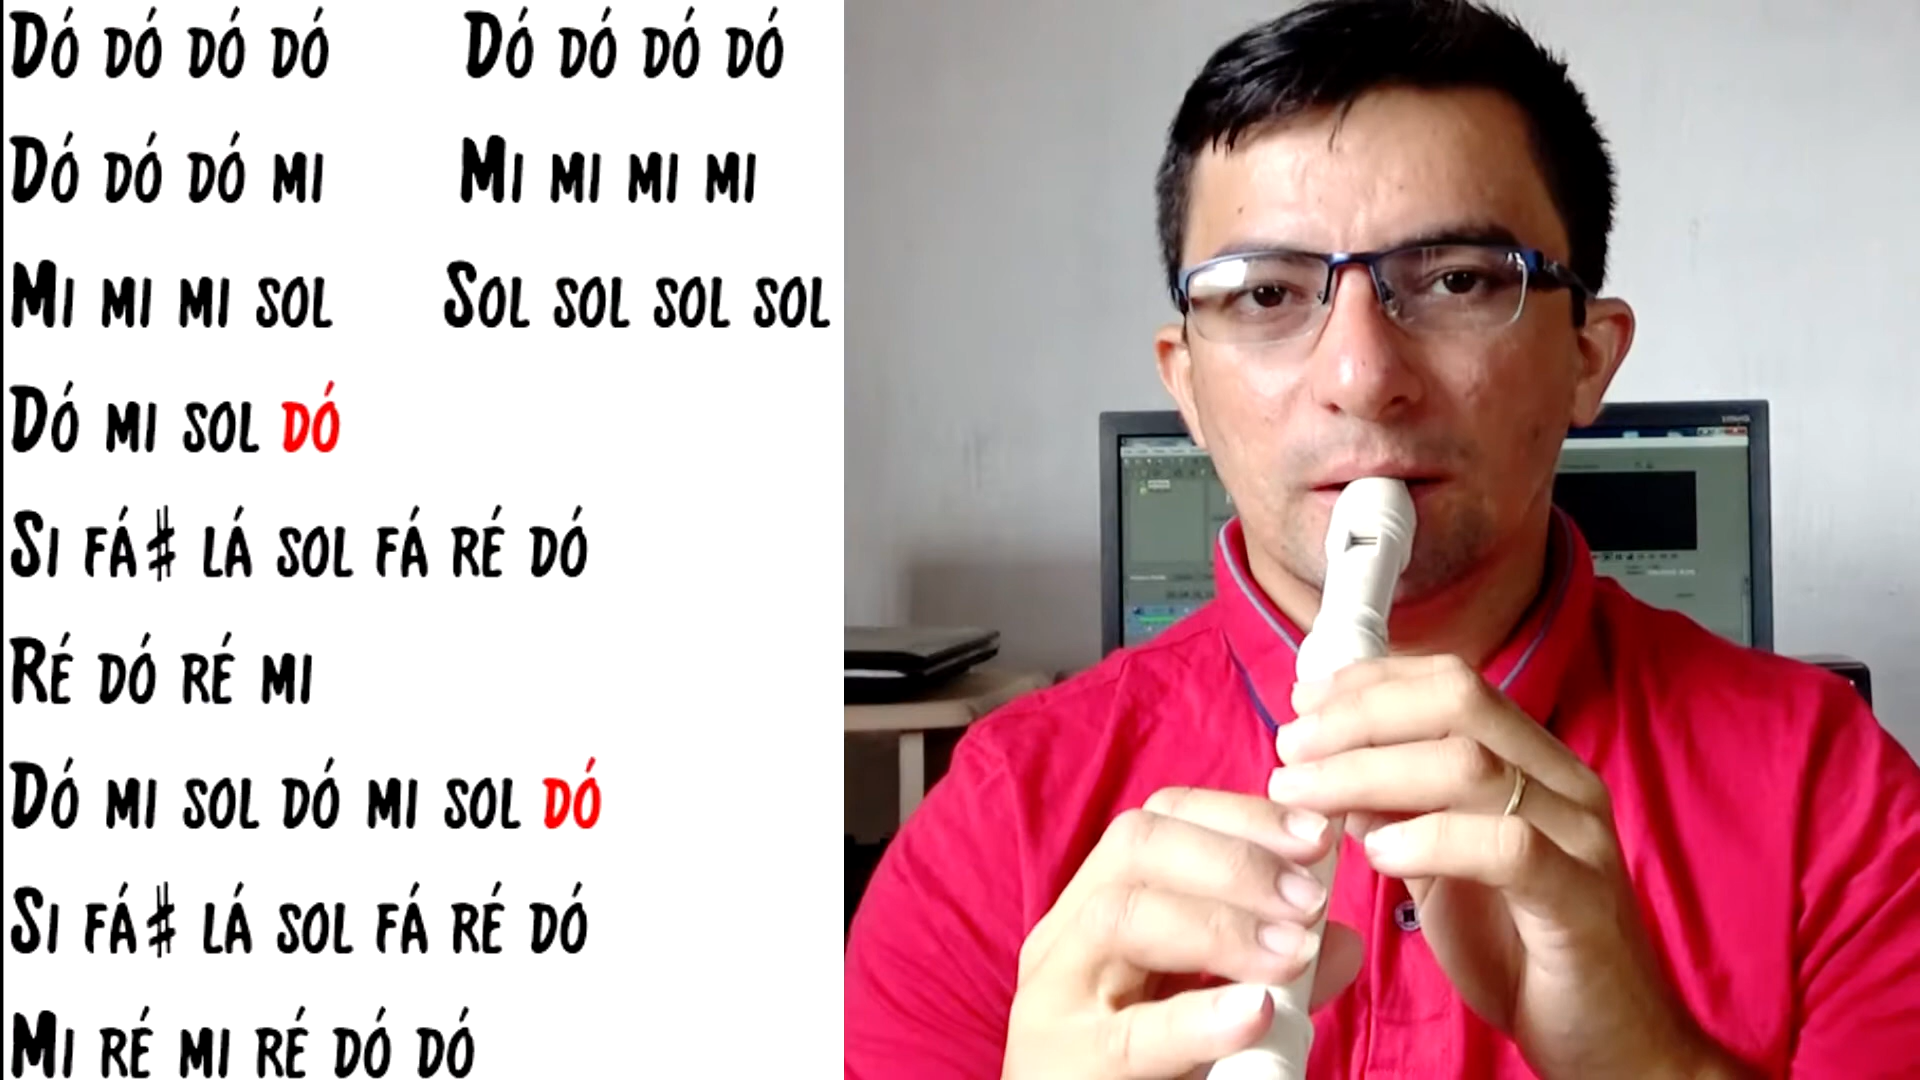 Dó dó dó dó Dó dó dó dó
Dó dó dó mi Mi mi mi mi
Mi mi mi sol Sol sol sol sol
Dó mi sol dó
Si fá# lá sol fá ré dó
Ré dó ré mi
Dó mi sol dó mi sol dó
Si fá# lá sol fá ré dó
Mi ré mi ré dó dó